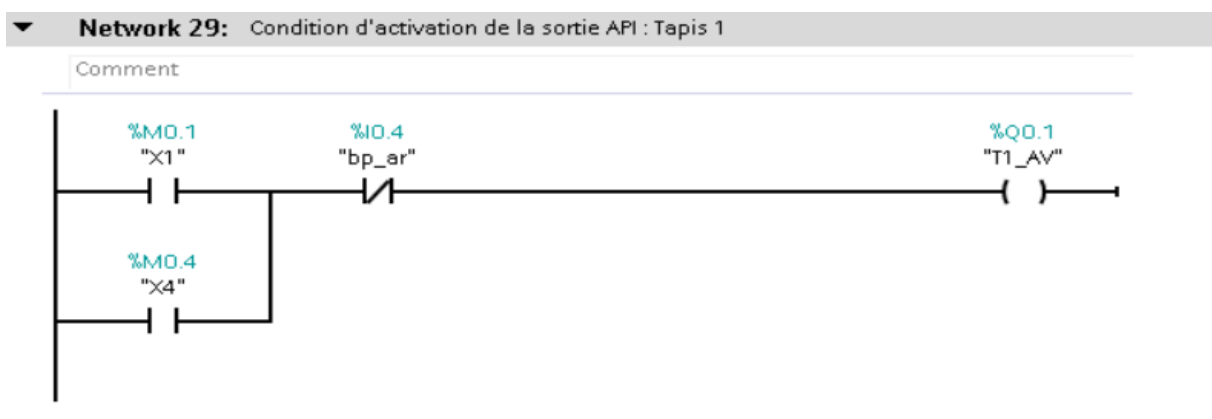 Network 29: Condition d'activation de la sortie API : Tapis 1
Comment
%M0.1 %I0.4 %Q0.1
"X1" "bp_ar" "T1_AV"
%M0.4
"X4"